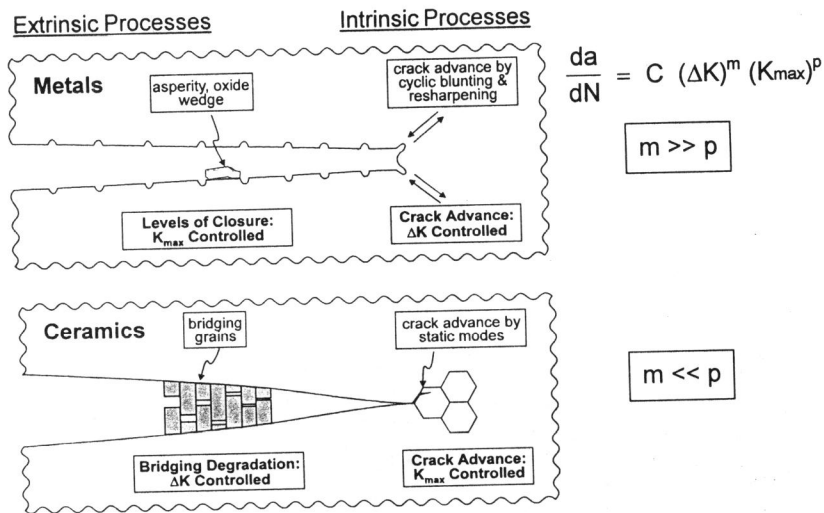 Extrinsic Processes
Intrinsic Processes
Metals
asperity, oxide
wedge
crack advance by
cyclic blunting &
resharpening
Levels of Closure:
Kmax Controlled
Crack Advance:
ΔK Controlled
da
dN
= C (ΔK)^m (Kmax)^p
m >> p
Ceramics
bridging
grains
crack advance by
static modes
Bridging Degradation:
ΔK Controlled
Crack Advance:
Kmax Controlled
m << p